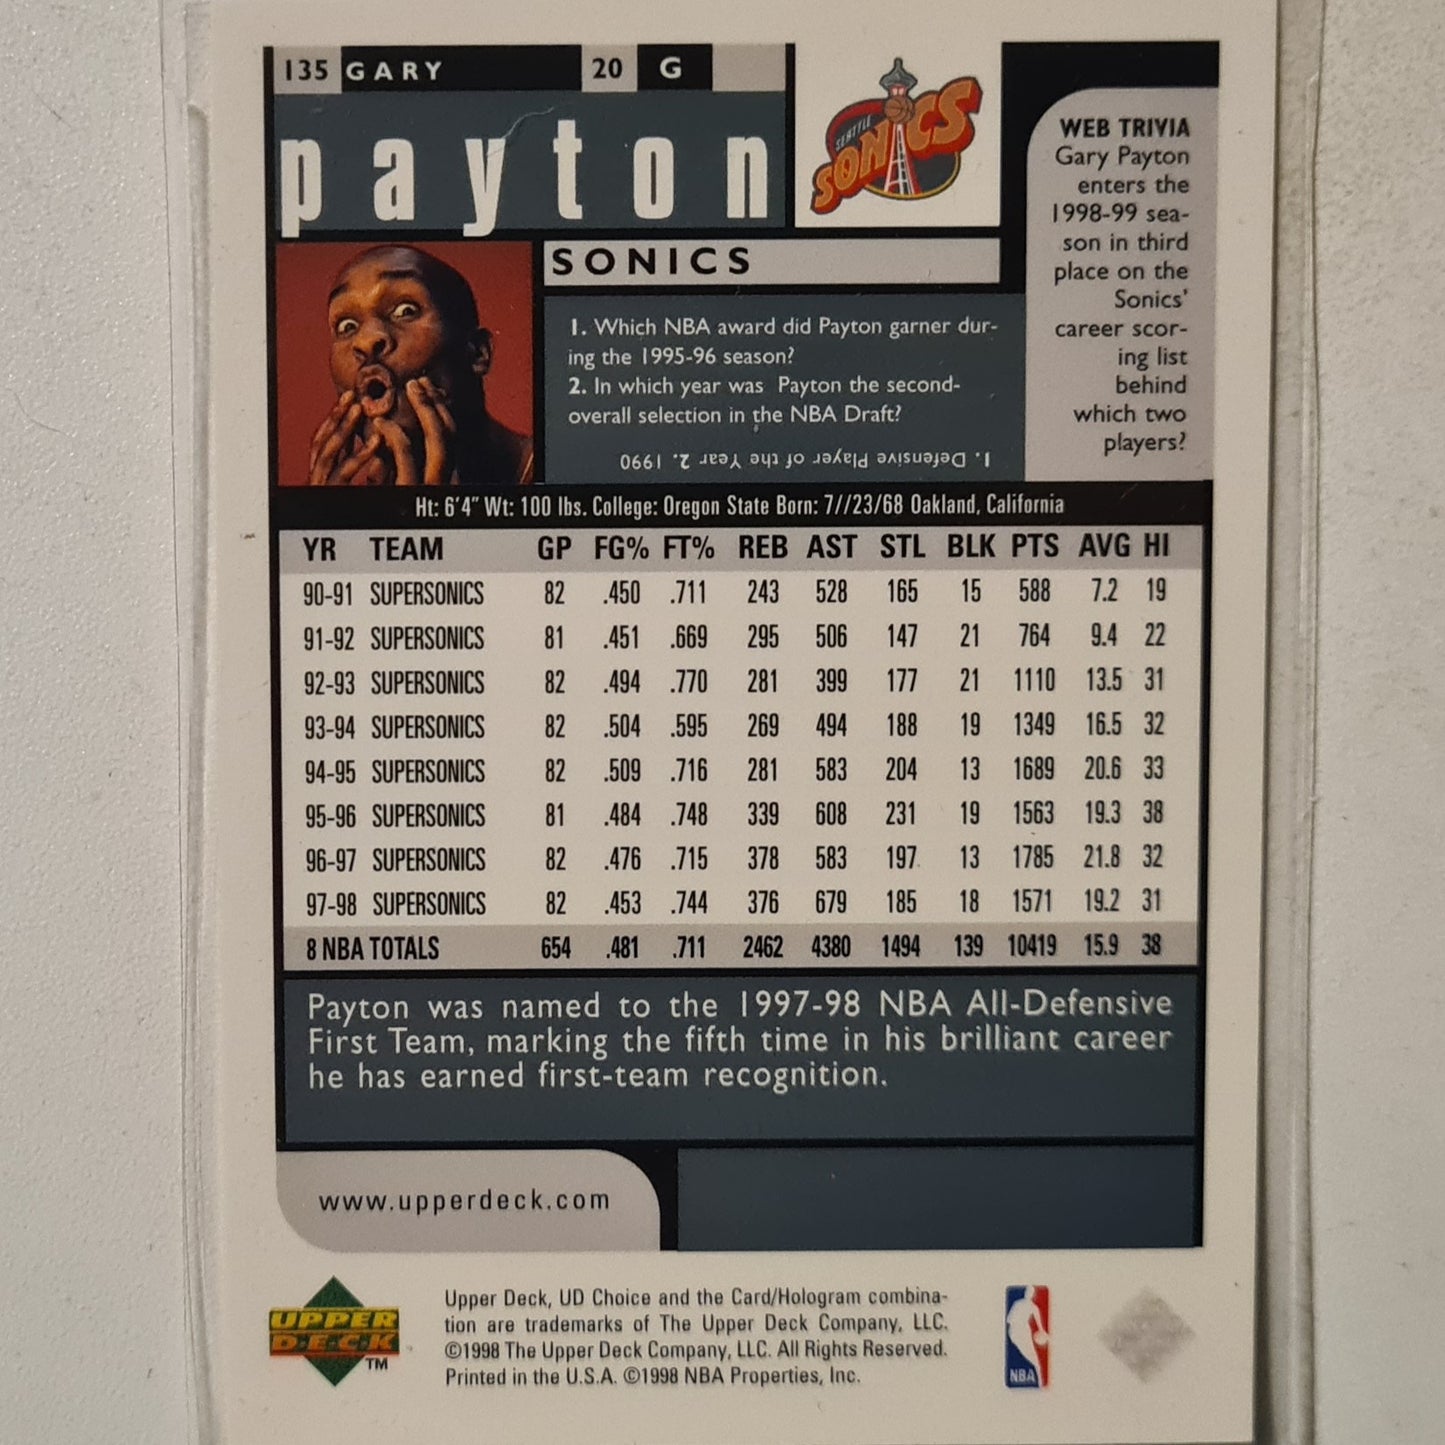 135 GARY 20 G
payton
SEATTLE
SONICS
SONICS
WEB TRIVIA
Gary Payton
enters the
1998-99 sea-
son in third
place on the
Sonics'
career scor-
ing list
behind
which two
players?
1. Which NBA award did Payton garner dur-
ing the 1995-96 season?
2. In which year was Payton the second-
overall selection in the NBA Draft?
1. Defensive Player of the Year 2. 1990
Ht: 6'4" Wt: 100 lbs. College: Oregon State Born: 7//23/68 Oakland, California
YR TEAM GP FG% FT% REB AST STL BLK PTS AVG HI
90-91 SUPERSONICS 82 .450 .711 243 528 165 15 588 7.2 19
91-92 SUPERSONICS 81 .451 .669 295 506 147 21 764 9.4 22
92-93 SUPERSONICS 82 .494 .770 281 399 177 21 1110 13.5 31
93-94 SUPERSONICS 82 .504 .595 269 494 188 19 1349 16.5 32
94-95 SUPERSONICS 82 .509 .716 281 583 204 13 1689 20.6 33
95-96 SUPERSONICS 81 .484 .748 339 608 231 19 1563 19.3 38
96-97 SUPERSONICS 82 .476 .715 378 583 197 13 1785 21.8 32
97-98 SUPERSONICS 82 .453 .744 376 679 185 18 1571 19.2 31
8 NBA TOTALS 654 .481 .711 2462 4380 1494 139 10419 15.9 38
Payton was named to the 1997-98 NBA All-Defensive
First Team, marking the fifth time in his brilliant career
he has earned first-team recognition.
www.upperdeck.com
UPPER
DECK
TM
Upper Deck, UD Choice and the Card/Hologram combina-
tion are trademarks of The Upper Deck Company, LLC.
©1998 The Upper Deck Company, LLC. All Rights Reserved.
Printed in the U.S.A. ©1998 NBA Properties, Inc.
NBA